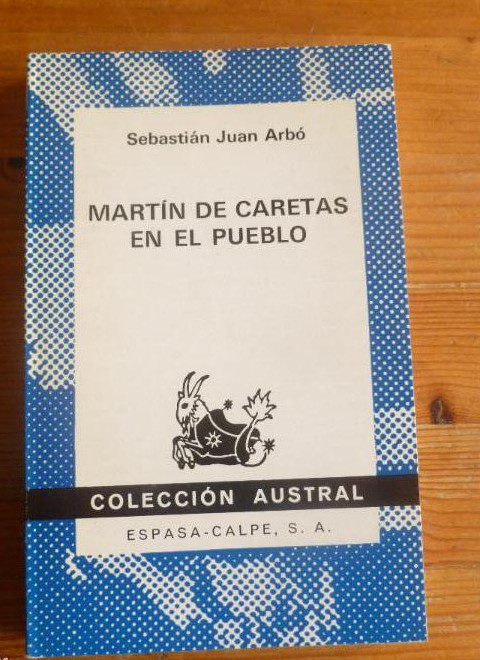 Sebastián Juan Arbó
MARTÍN DE CARETAS
EN EL PUEBLO
COLECCIÓN AUSTRAL
ESPASA-CALPE, S. A.